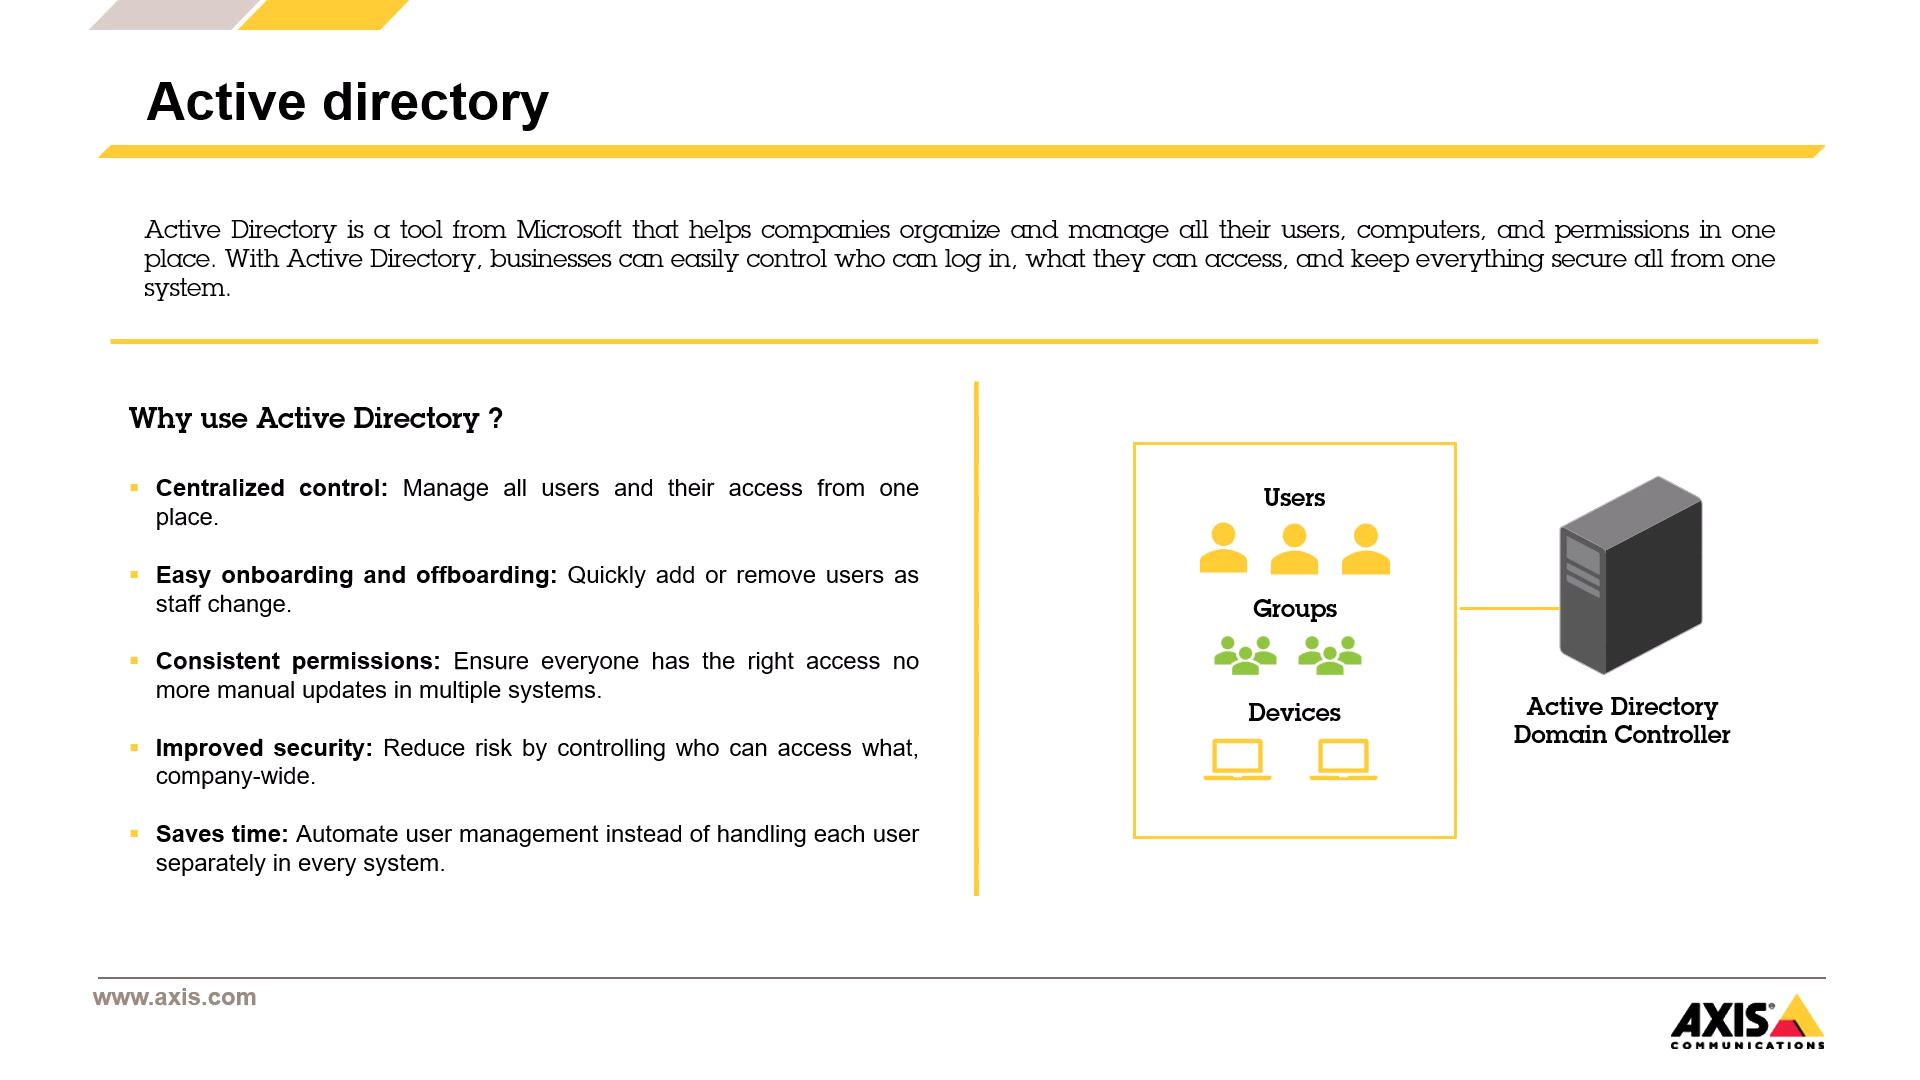 Active directory
Active Directory is a tool from Microsoft that helps companies organize and manage all their users, computers, and permissions in one
place. With Active Directory, businesses can easily control who can log in, what they can access, and keep everything secure all from one
system.
Why use Active Directory ?
▪ Centralized control: Manage all users and their access from one
place.
▪ Easy onboarding and offboarding: Quickly add or remove users as
staff change.
▪ Consistent permissions: Ensure everyone has the right access no
more manual updates in multiple systems.
▪ Improved security: Reduce risk by controlling who can access what,
company-wide.
▪ Saves time: Automate user management instead of handling each user
separately in every system.
Users
Groups
Devices
Active Directory
Domain Controller
www.axis.com
AXIS®
COMMUNICATIONS